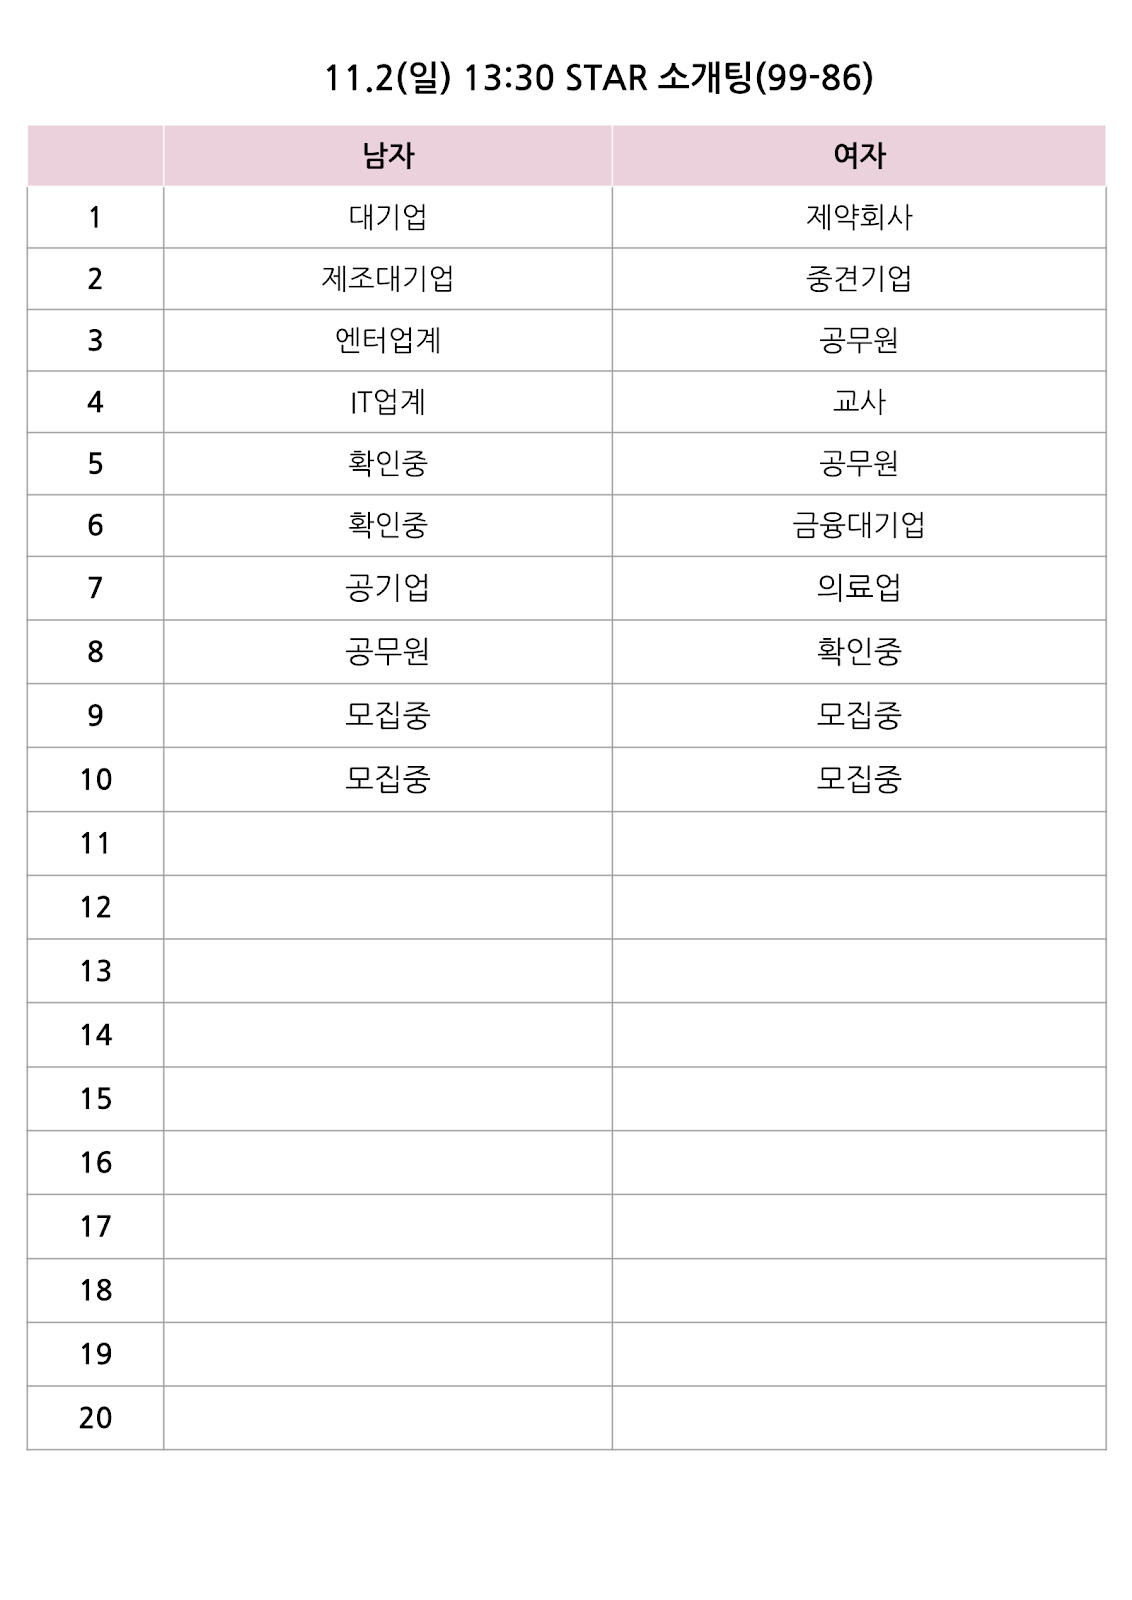 11.2(일) 13:30 STAR 소개팅(99-86)
남자 여자
1 대기업 제약회사
2 제조대기업 중견기업
3 엔터업계 공무원
4 IT업계 교사
5 확인중 공무원
6 확인중 금융대기업
7 공기업 의료업
8 공무원 확인중
9 모집중 모집중
10 모집중 모집중
11
12
13
14
15
16
17
18
19
20